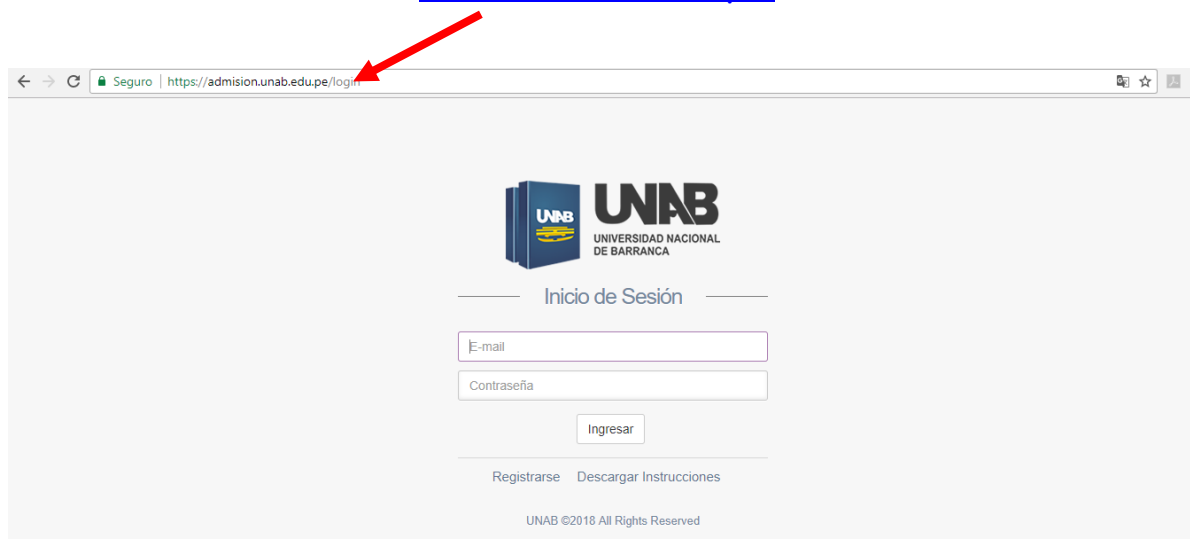 Seguro | https://admision.unab.edu.pe/login
UNAB
UNAB
UNIVERSIDAD NACIONAL
DE BARRANCA
Inicio de Sesión
E-mail
Contraseña
Ingresar
Registrarse Descargar Instrucciones
UNAB ©2018 All Rights Reserved